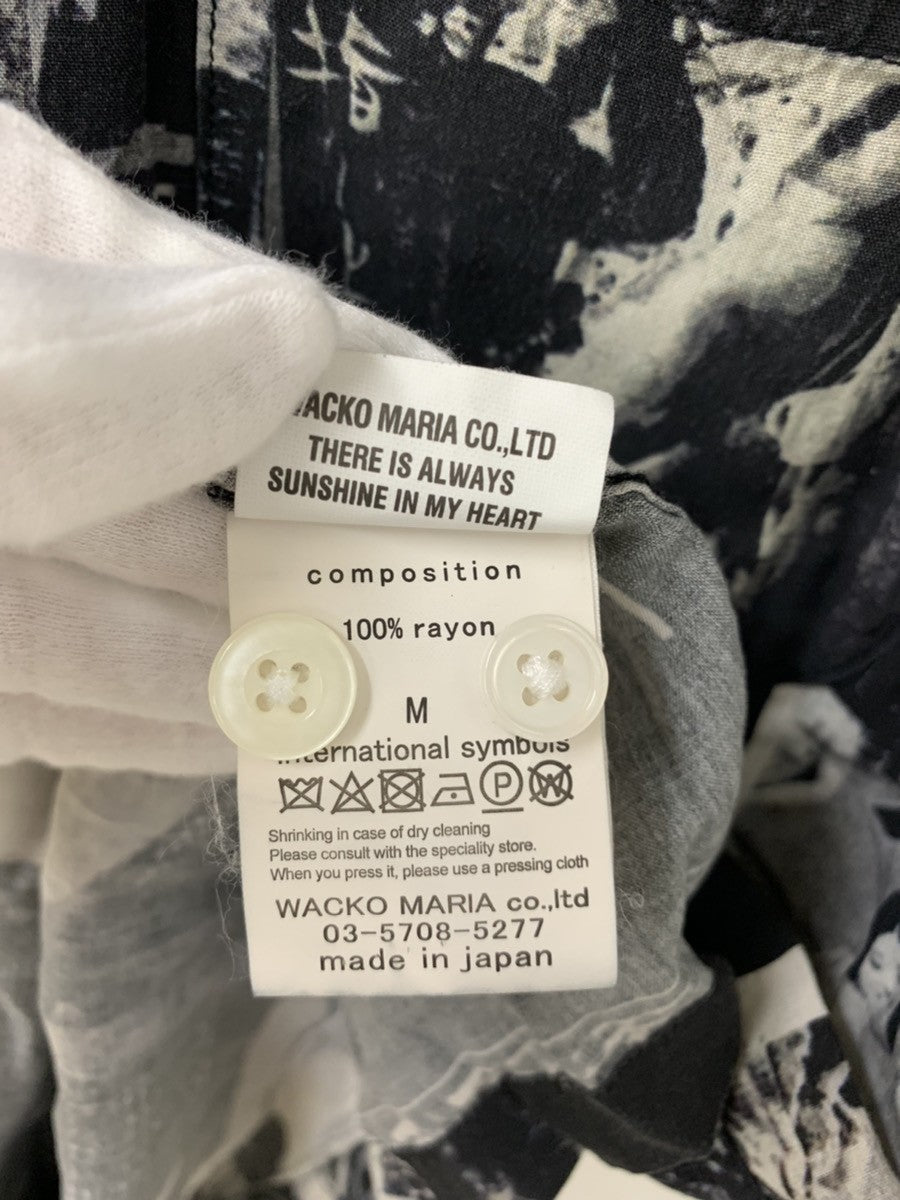 WACKO MARIA CO.,LTD
THERE IS ALWAYS
SUNSHINE IN MY HEART
composition
100% rayon
M
international symbols
P
W
Shrinking in case of dry cleaning
Please consult with the speciality store.
When you press it, please use a pressing cloth
WACKO MARIA co.,ltd
03-5708-5277
made in japan